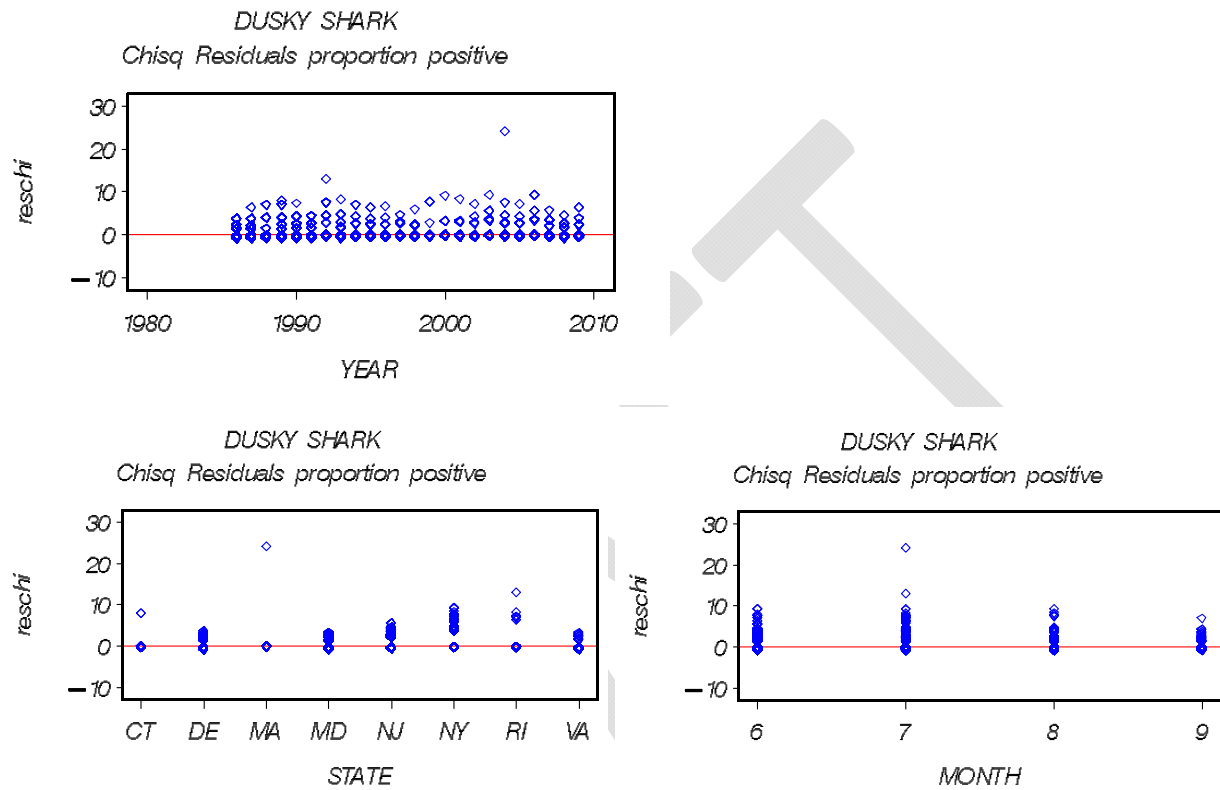 DUSKY SHARK
Chisq Residuals proportion positive
30
20
10
0
−10
reschi
1980 1990 2000 2010
YEAR
DUSKY SHARK
Chisq Residuals proportion positive
30
20
10
0
−10
reschi
CT DE MA MD NJ NY RI VA
STATE
DUSKY SHARK
Chisq Residuals proportion positive
30
20
10
0
−10
reschi
6 7 8 9
MONTH